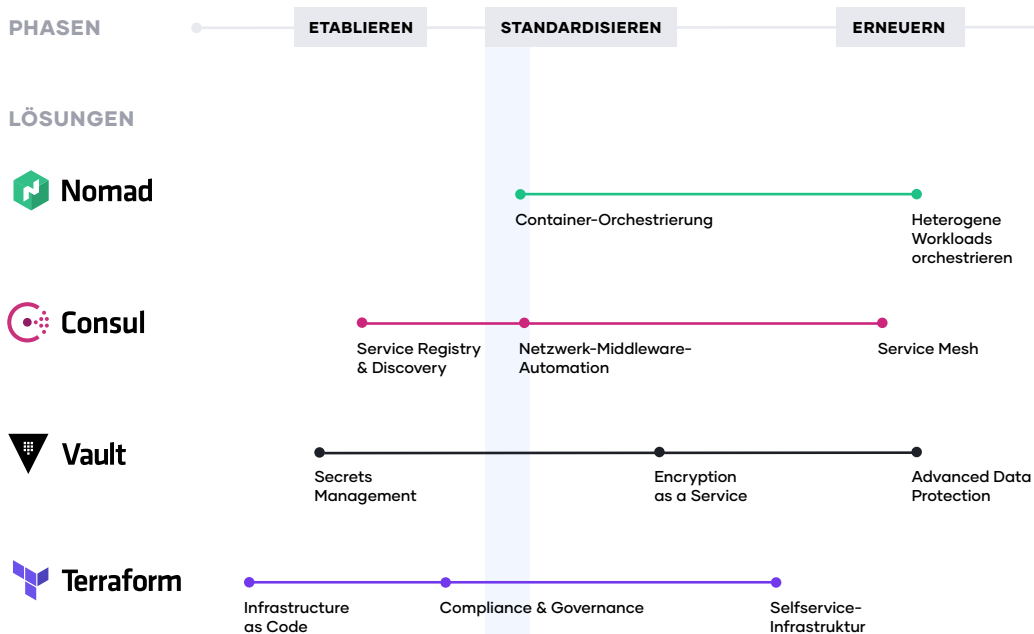 PHASEN
ETABLIEREN
STANDARDISIEREN
ERNEUERN
LÖSUNGEN
Nomad
Container-Orchestrierung
Heterogene
Workloads
orchestrieren
Consul
Service Registry
& Discovery
Netzwerk-Middleware-
Automation
Service Mesh
Vault
Secrets
Management
Encryption
as a Service
Advanced Data
Protection
Terraform
Infrastructure
as Code
Compliance & Governance
Selfservice-
Infrastruktur